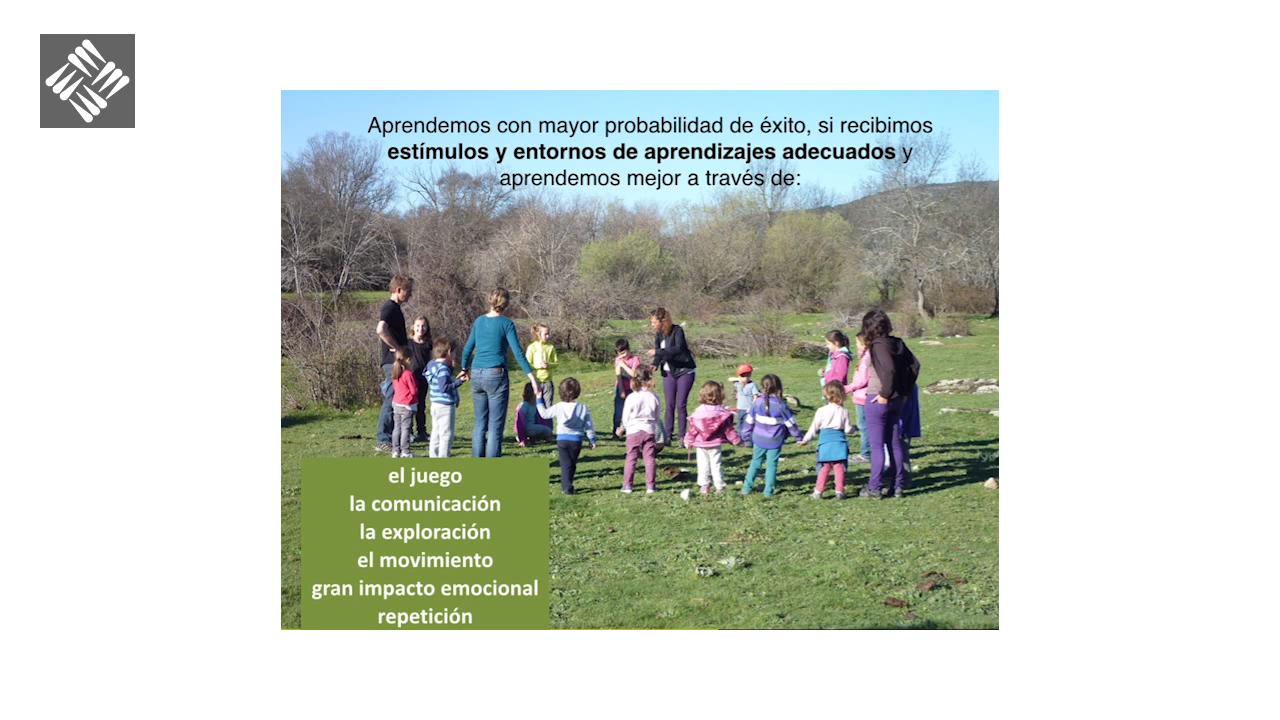 Aprendemos con mayor probabilidad de éxito, si recibimos
estímulos y entornos de aprendizajes adecuados y
aprendemos mejor a través de:
el juego
la comunicación
la exploración
el movimiento
gran impacto emocional
repetición